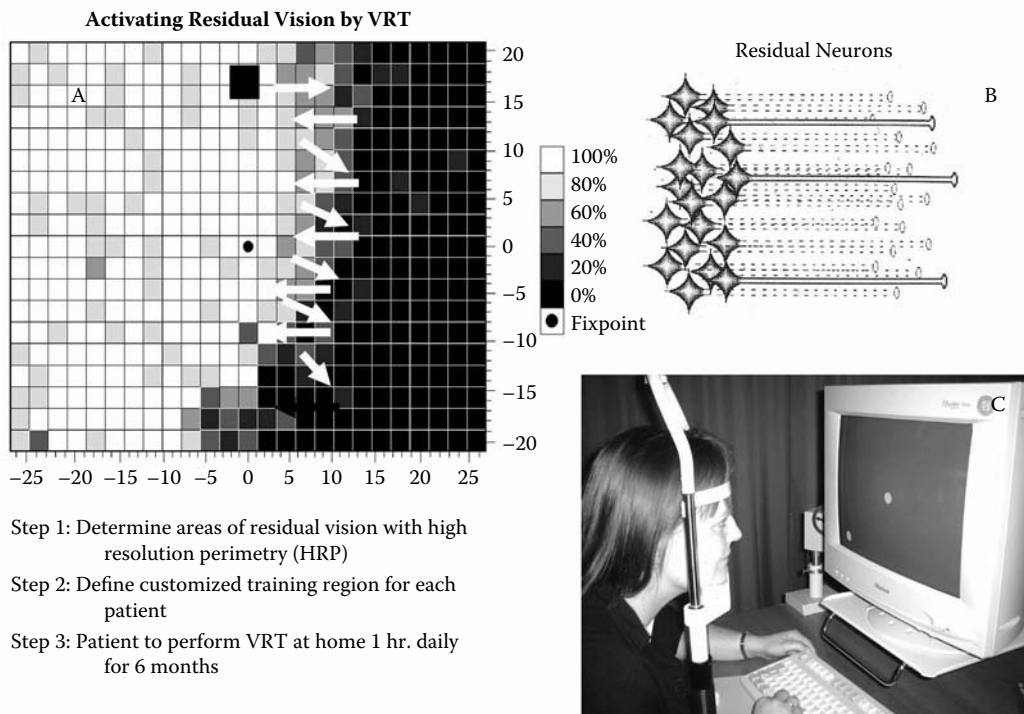 Activating Residual Vision by VRT
A
20
15
10
5
0
−5
−10
−15
−20
−25 −20 −15 −10 −5 0 5 10 15 20 25
100%
80%
60%
40%
20%
0%
Fixpoint
Residual Neurons
B
C
Step 1: Determine areas of residual vision with high
resolution perimetry (HRP)
Step 2: Define customized training region for each
patient
Step 3: Patient to perform VRT at home 1 hr. daily
for 6 months